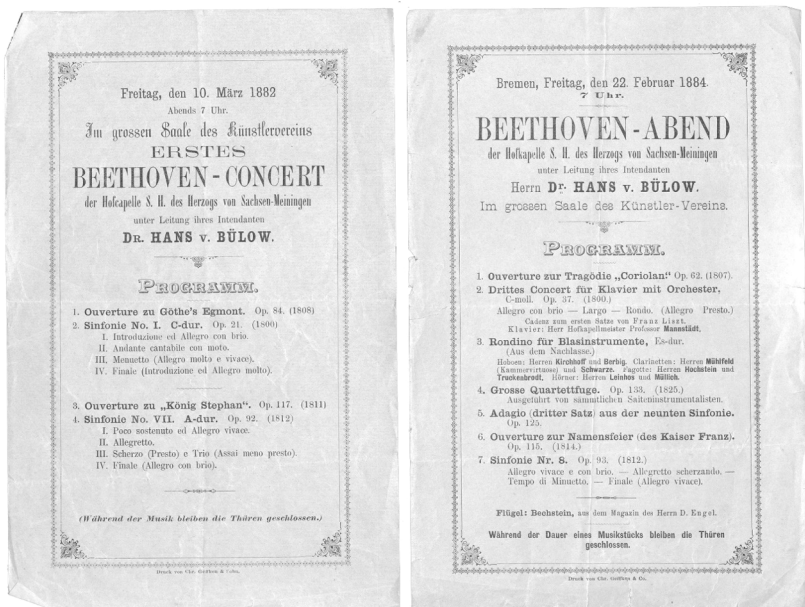 Freitag, den 10. März 1882
Abends 7 Uhr.
Im grossen Saale des Künstlervereins
ERSTES
BEETHOVEN - CONCERT
der Hofcapelle S. H. des Herzogs von Sachsen-Meiningen
unter Leitung ihres Intendanten
DR. HANS v. BÜLOW.
PROGRAMM.
1. Ouverture zu Göthe's Egmont. Op. 84. (1808)
2. Sinfonie No. I. C-dur. Op. 21. (1800)
I. Introduzione ed Allegro con brio.
II. Andante cantabile con moto.
III. Menuetto (Allegro molto e vivace).
IV. Finale (Introduzione ed Allegro molto).
3. Ouverture zu „König Stephan“. Op. 117. (1811)
4. Sinfonie No. VII. A-dur. Op. 92. (1812)
I. Poco sostenuto ed Allegro vivace.
II. Allegretto.
III. Scherzo (Presto) e Trio (Assai meno presto).
IV. Finale (Allegro con brio).
(Während der Musik bleiben die Thüren geschlossen.)
Druck von Chr. Geffken &
Bremen, Freitag, den 22. Februar 1884.
7 Uhr.
BEETHOVEN - ABEND
der Hofkapelle S. H. des Herzogs von Sachsen-Meiningen
unter Leitung ihres Intendanten
Herrn Dr. HANS v. BÜLOW.
Im grossen Saale des Künstler-Vereins.
PROGRAMM.
1. Ouverture zur Tragödie „Coriolan“ Op. 62. (1807).
2. Drittes Concert für Klavier mit Orchester,
C-moll. Op. 37. (1800.)
Allegro con brio — Largo — Rondo. (Allegro Presto.)
Cadenz zum ersten Satze von Franz Liszt.
Klavier: Herr Hofkapellmeister Professor Mannstädt.
3. Rondino für Blasinstrumente, Es-dur.
(Aus dem Nachlasse.)
Hoboen: Herren Kirchhoff und Berbig. Clarinetten: Herren Mühlfeld
(Kammervirtuose) und Schwarze. Fagotte: Herren Hochstein und
Truckenbrodt. Hörner: Herren Leinhos und Müllich.
4. Grosse Quartettfuge. Op. 133. (1825.)
Ausgeführt von sämmtlichen Saiteninstrumentalisten.
5. Adagio (dritter Satz) aus der neunten Sinfonie.
Op. 125.
6. Ouverture zur Namensfeier (des Kaiser Franz).
Op. 115. (1814.)
7. Sinfonie Nr. 8. Op. 93. (1812.)
Allegro vivace e con brio. — Allegretto scherzando. —
Tempo di Minuetto. — Finale (Allegro vivace).
Flügel: Bechstein, aus dem Magazin des Herrn D. Engel.
Während der Dauer eines Musikstücks bleiben die Thüren
geschlossen.
Druck von Chr. Geffken & Co.